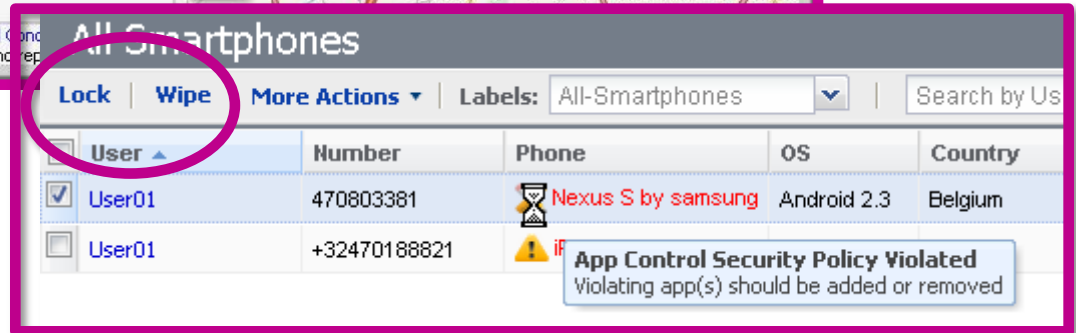 All Smartphones
Lock | Wipe | More Actions | Labels: All-Smartphones | Search by Us
User Number Phone OS Country
User01 470803381 Nexus S by samsung Android 2.3 Belgium
User01 +32470188821
App Control Security Policy Violated
Violating app(s) should be added or removed